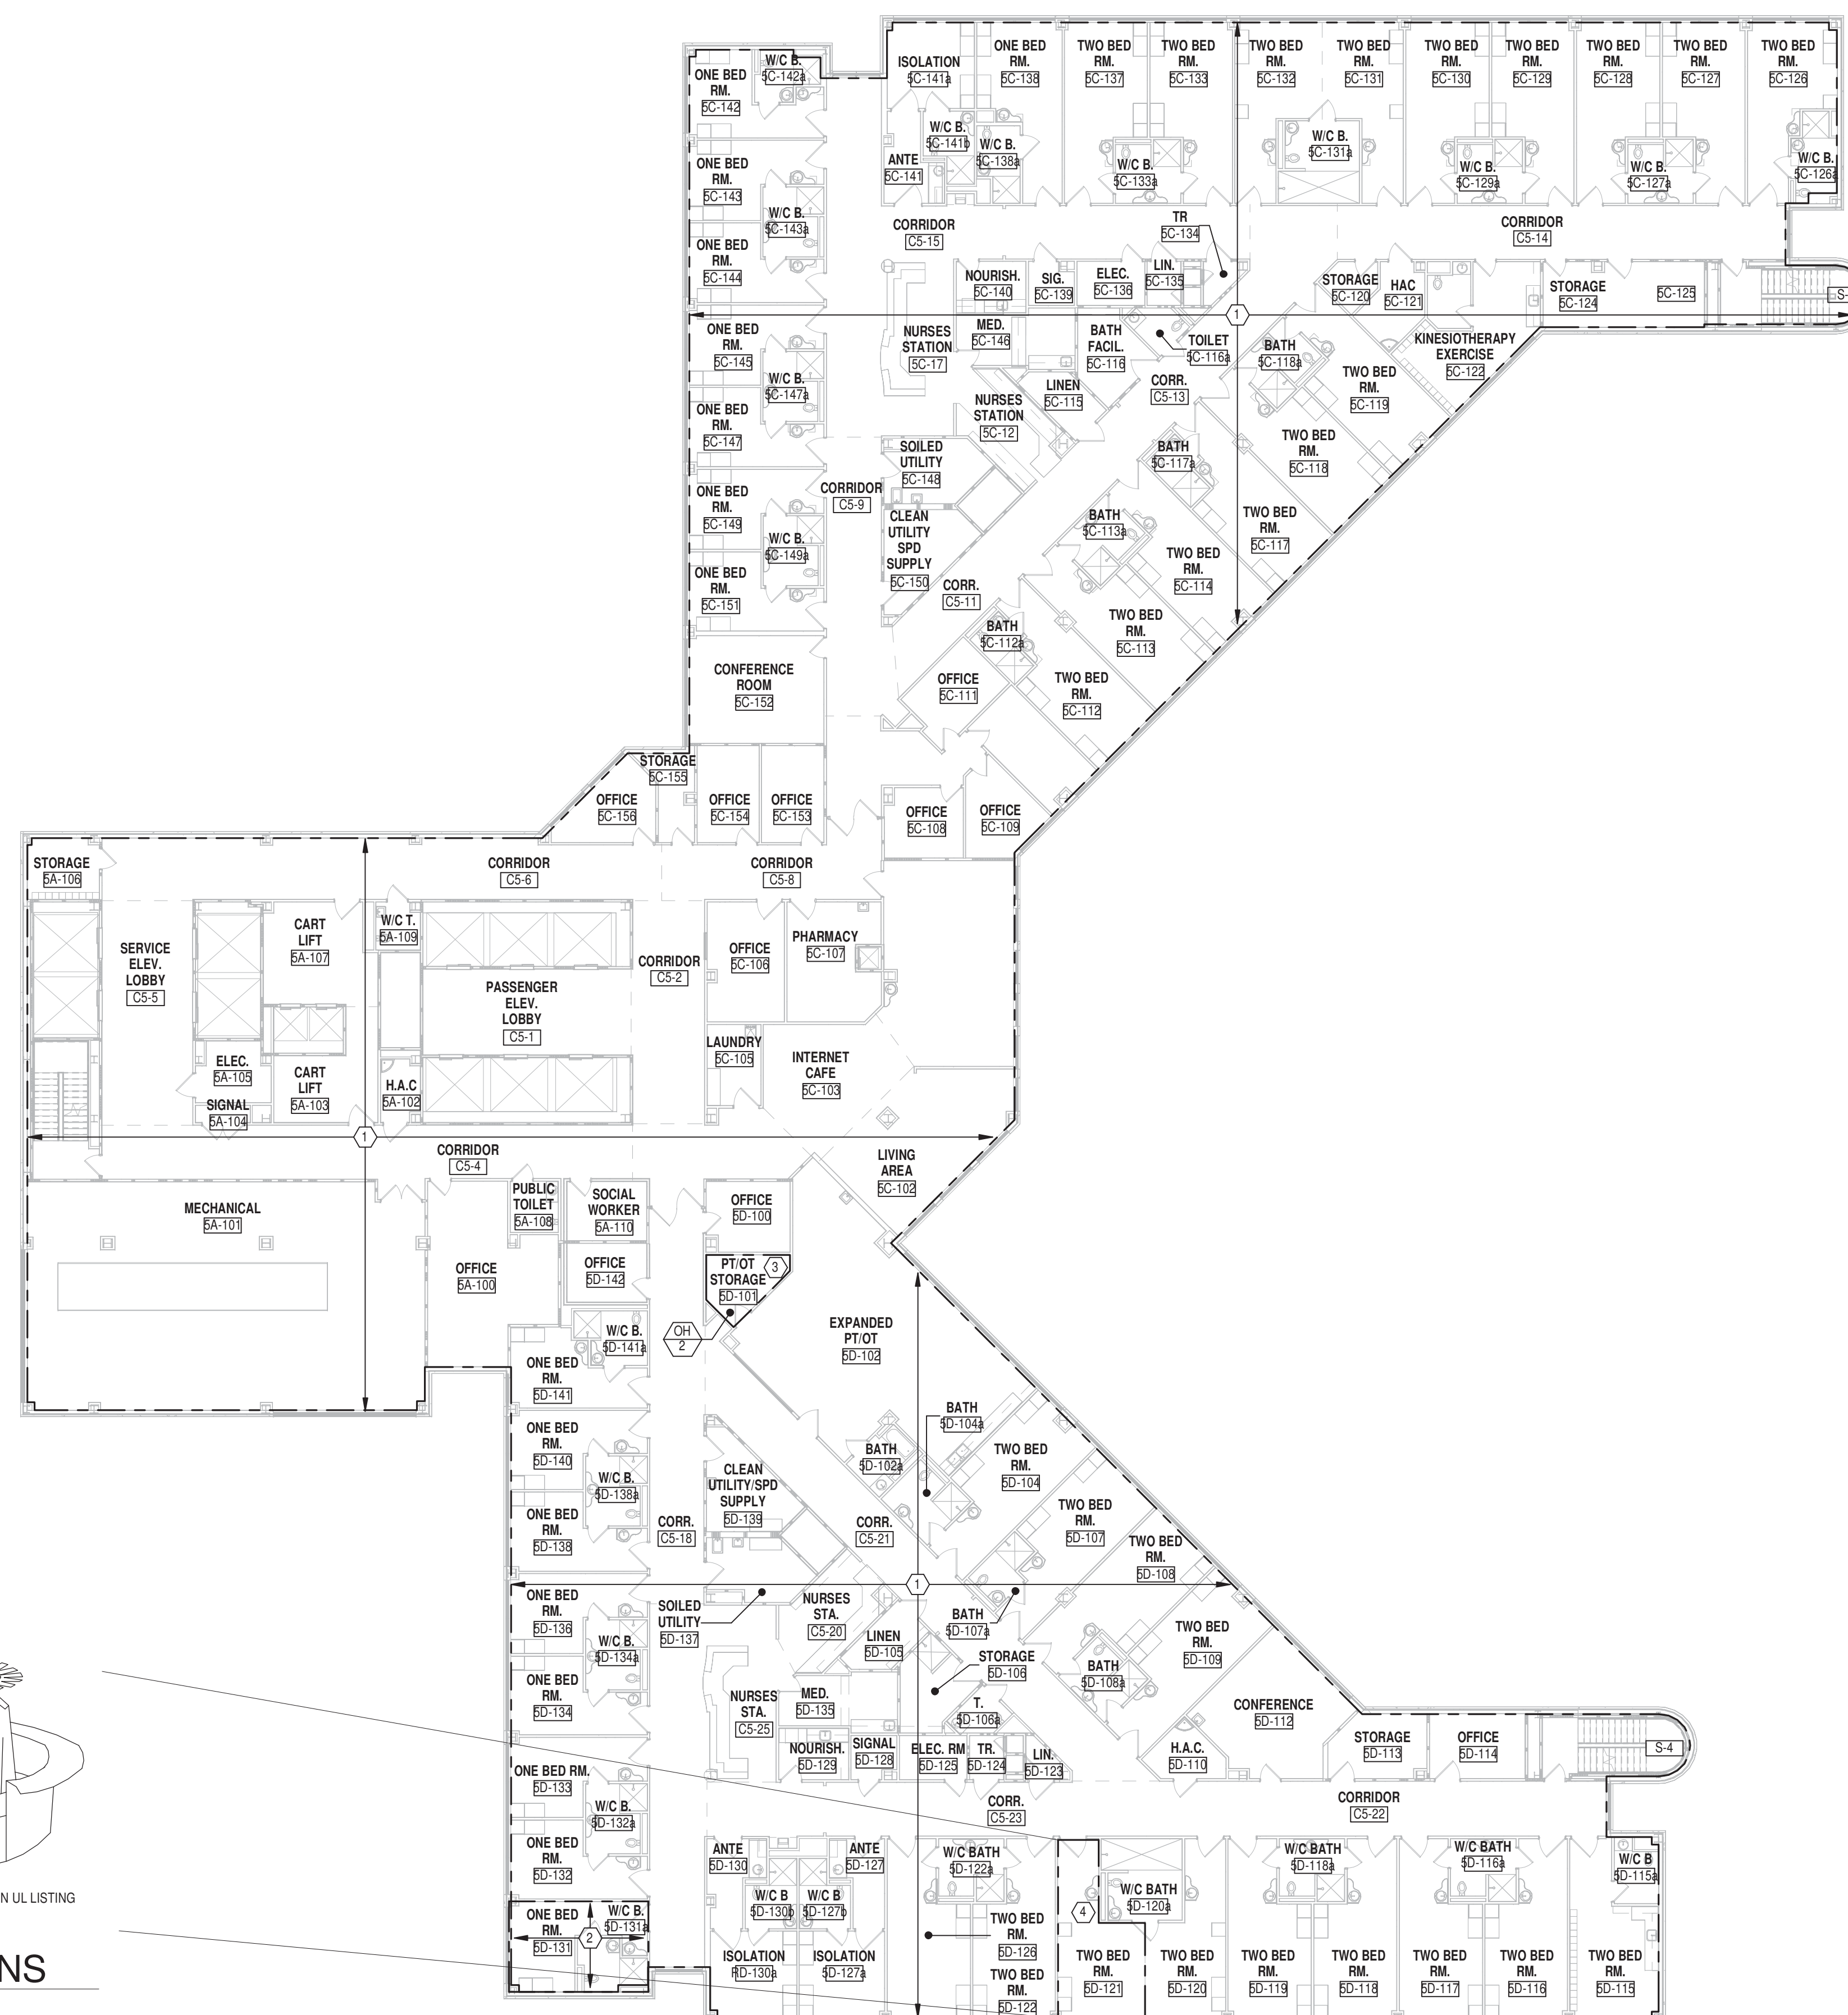 ONE BED
RM.
5C-142
W/C B.
5C-142a
ISOLATION
5C-141a
ONE BED
RM.
5C-138
TWO BED
RM.
5C-137
TWO BED
RM.
5C-133
TWO BED
RM.
5C-132
TWO BED
RM.
5C-131
TWO BED
RM.
5C-130
TWO BED
RM.
5C-129
TWO BED
RM.
5C-128
TWO BED
RM.
5C-127
TWO BED
RM.
5C-126
W/C B.
5C-141b
W/C B.
5C-138a
ANTE
5C-141
W/C B.
5C-133a
W/C B.
5C-131a
W/C B.
5C-129a
W/C B.
5C-127a
W/C B.
5C-126a
ONE BED
RM.
5C-143
W/C B.
5C-143a
ONE BED
RM.
5C-144
CORRIDOR
C5-15
TR
5C-134
CORRIDOR
C5-14
NOURISH.
5C-140
SIG.
5C-139
ELEC.
5C-136
LIN.
5C-135
STORAGE
5C-120
HAC
5C-121
STORAGE
5C-124
5C-125
S-
1
ONE BED
RM.
5C-145
W/C B.
5C-147a
ONE BED
RM.
5C-147
NURSES
STATION
5C-17
MED.
5C-146
BATH
FACIL.
5C-116
TOILET
5C-116a
BATH
5C-118a
KINESIOTHERAPY
EXERCISE
5C-122
LINEN
5C-115
CORR.
C5-13
TWO BED
RM.
5C-119
NURSES
STATION
5C-12
TWO BED
RM.
5C-118
SOILED
UTILITY
5C-148
BATH
5C-117a
CORRIDOR
C5-9
ONE BED
RM.
5C-149
W/C B.
5C-149a
CLEAN
UTILITY
SPD
SUPPLY
5C-150
BATH
5C-113a
TWO BED
RM.
5C-117
TWO BED
RM.
5C-114
ONE BED
RM.
5C-151
CORR.
C5-11
BATH
5C-112a
TWO BED
RM.
5C-113
CONFERENCE
ROOM
5C-152
OFFICE
5C-111
TWO BED
RM.
5C-112
STORAGE
5C-155
OFFICE
5C-156
OFFICE
5C-154
OFFICE
5C-153
OFFICE
5C-108
OFFICE
5C-109
STORAGE
5A-106
CORRIDOR
C5-6
CORRIDOR
C5-8
CART
LIFT
5A-107
W/C T.
5A-109
SERVICE
ELEV.
LOBBY
C5-5
PASSENGER
ELEV.
LOBBY
C5-1
CORRIDOR
C5-2
OFFICE
5C-106
PHARMACY
5C-107
ELEC.
5A-105
SIGNAL
5A-104
CART
LIFT
5A-103
H.A.C
5A-102
LAUNDRY
5C-105
INTERNET
CAFE
5C-103
1
CORRIDOR
C5-4
LIVING
AREA
5C-102
MECHANICAL
5A-101
PUBLIC
TOILET
5A-108
SOCIAL
WORKER
5A-110
OFFICE
5D-100
OFFICE
5A-100
OFFICE
5D-142
PT/OT
STORAGE
5D-101
3
OH
2
EXPANDED
PT/OT
5D-102
W/C B.
5D-141a
ONE BED
RM.
5D-141
ONE BED
RM.
5D-140
W/C B.
5D-138a
ONE BED
RM.
5D-138
BATH
5D-104a
BATH
5D-102a
TWO BED
RM.
5D-104
CLEAN
UTILITY/SPD
SUPPLY
5D-139
CORR.
C5-18
CORR.
C5-21
TWO BED
RM.
5D-107
TWO BED
RM.
5D-108
1
ONE BED
RM.
5D-136
W/C B.
5D-134a
ONE BED
RM.
5D-134
SOILED
UTILITY
5D-137
NURSES
STA.
C5-20
LINEN
5D-105
BATH
5D-107a
TWO BED
RM.
5D-109
STORAGE
5D-106
BATH
5D-108a
NURSES
STA.
C5-25
MED.
5D-135
T.
5D-106a
CONFERENCE
5D-112
NOURISH.
5D-129
SIGNAL
5D-128
ELEC. RM
5D-125
TR.
5D-124
LIN.
5D-123
H.A.C.
5D-110
STORAGE
5D-113
OFFICE
5D-114
S-4
ONE BED RM.
5D-133
W/C B.
5D-132a
ONE BED
RM.
5D-132
CORR.
C5-23
CORRIDOR
C5-22
ANTE
5D-130
ANTE
5D-127
W/C BATH
5D-122a
W/C BATH
5D-118a
W/C BATH
5D-116a
W/C B
5D-115a
N UL LISTING
W/C B
5D-130b
W/C B
5D-127b
W/C BATH
5D-120a
4
ONE BED
RM.
5D-131
W/C B.
5D-131a
2
TWO BED
RM.
5D-126
ISOLATION
RD-130a
ISOLATION
5D-127a
TWO BED
RM.
5D-122
TWO BED
RM.
5D-121
TWO BED
RM.
5D-120
TWO BED
RM.
5D-119
TWO BED
RM.
5D-118
TWO BED
RM.
5D-117
TWO BED
RM.
5D-116
TWO BED
RM.
5D-115
NS